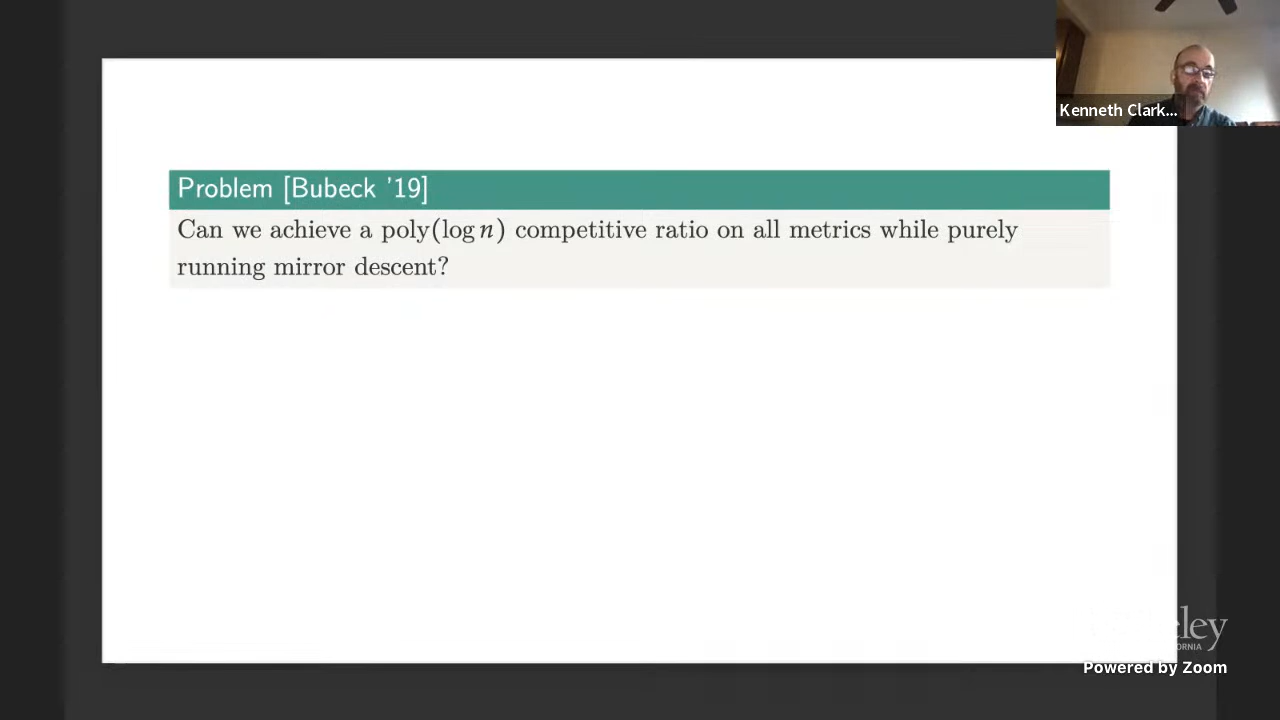 Kenneth Clark...
Problem [Bubeck ’19]
Can we achieve a poly(log n) competitive ratio on all metrics while purely
running mirror descent?
Powered by Zoom